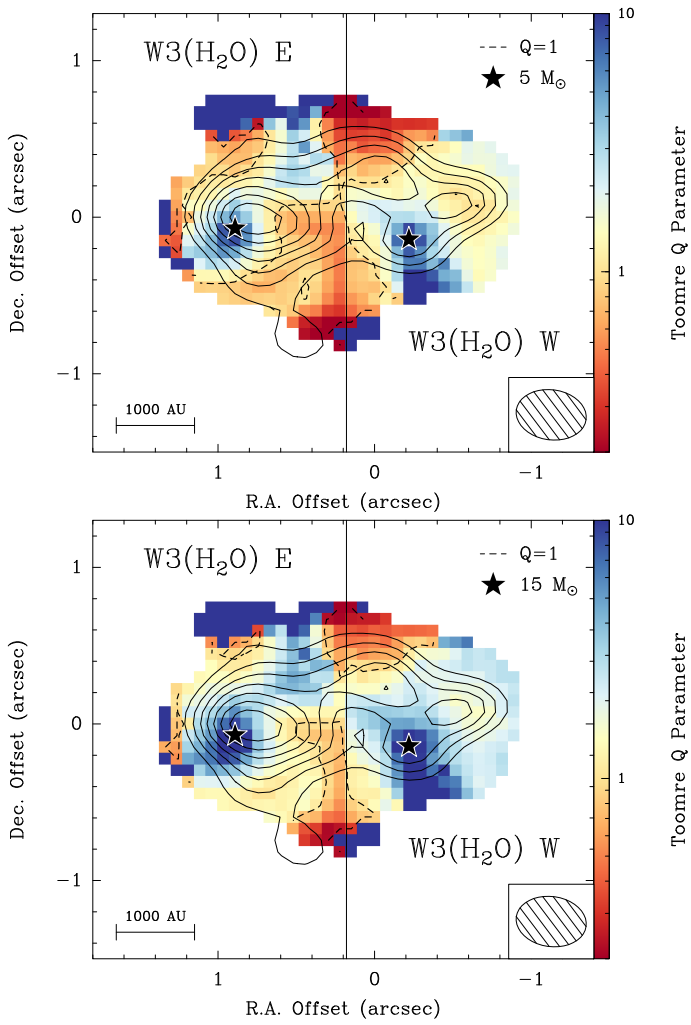 W3(H₂O) E
Q=1
5 M⊙
10
1
0
−1
Dec. Offset (arcsec)
1
Toomre Q Parameter
W3(H₂O) W
1000 AU
1
0
−1
R.A. Offset (arcsec)
W3(H₂O) E
Q=1
15 M⊙
10
1
0
−1
Dec. Offset (arcsec)
1
Toomre Q Parameter
W3(H₂O) W
1000 AU
1
0
−1
R.A. Offset (arcsec)